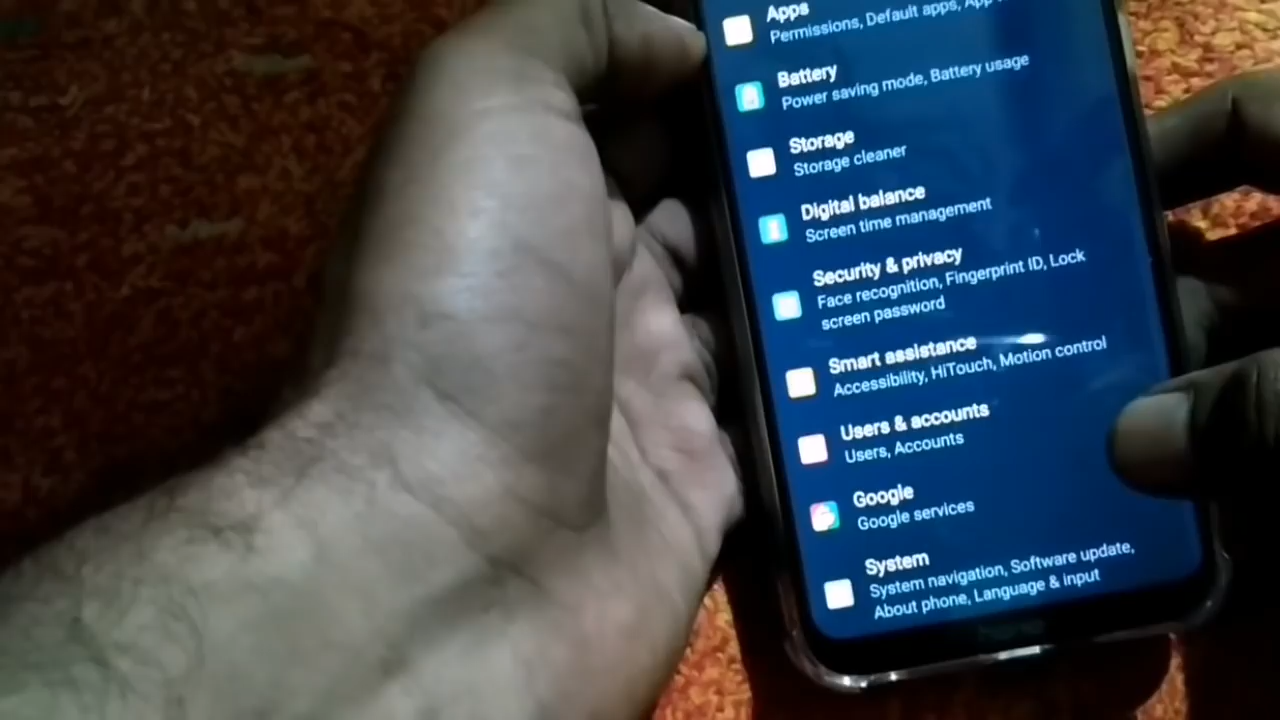 Apps
Permissions, Default apps, App
Battery
Power saving mode, Battery usage
Storage
Storage cleaner
Digital balance
Screen time management
Security & privacy
Face recognition, Fingerprint ID, Lock
screen password
Smart assistance
Accessibility, HiTouch, Motion control
Users & accounts
Users, Accounts
Google
Google services
System
System navigation, Software update,
About phone, Language & input